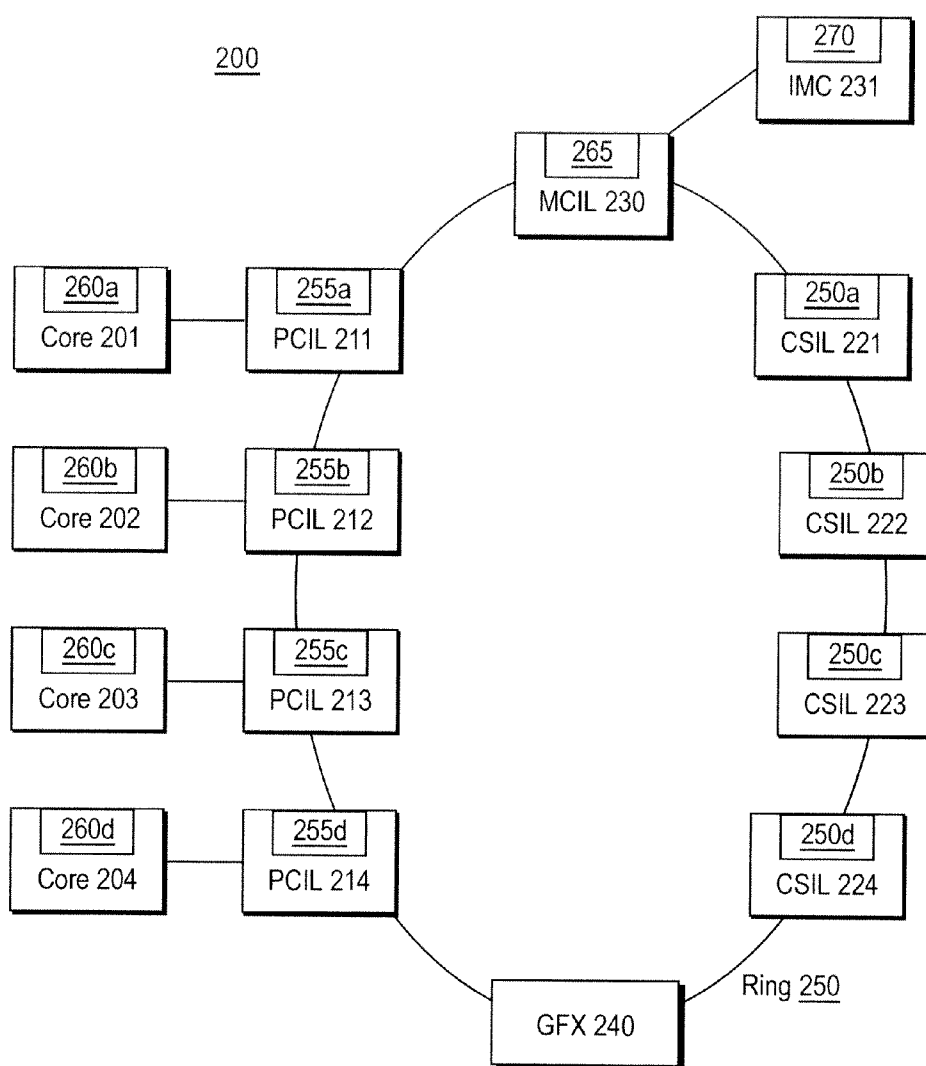 200
270
IMC 231
265
MCIL 230
260a
Core 201
255a
PCIL 211
250a
CSIL 221
260b
Core 202
255b
PCIL 212
250b
CSIL 222
260c
Core 203
255c
PCIL 213
250c
CSIL 223
260d
Core 204
255d
PCIL 214
250d
CSIL 224
Ring 250
GFX 240